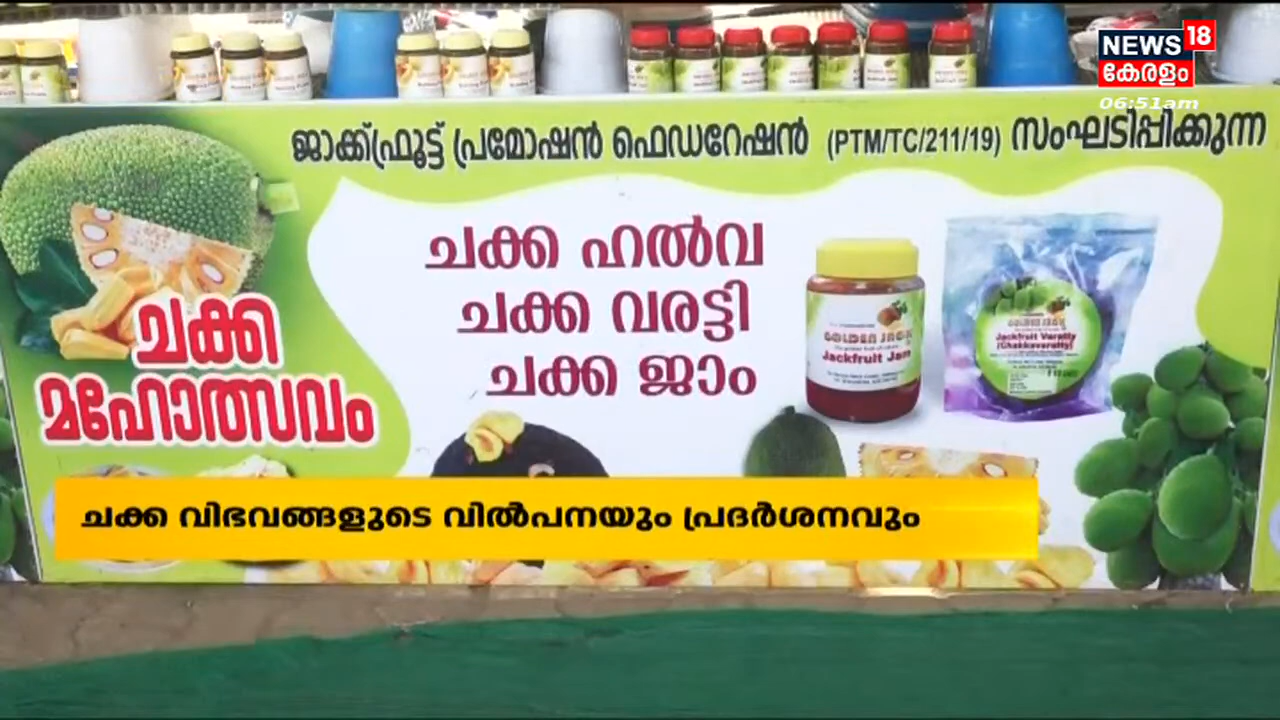 NEWS 18
കേരളം
06:51am
ജാക്ക്ഫ്രൂട്ട് പ്രമോഷൻ ഫെഡറേഷൻ (PTM/TC/211/19) സംഘടിപ്പിക്കുന്ന
ചക്ക ഹൽവ
ചക്ക വരട്ടി
ചക്ക ജാം
ചക്ക
മഹോത്സവം
Jackfruit Jam
Jackfruit Varatty
(Chakkavaratty)
ചക്ക വിഭവങ്ങളുടെ വിൽപനയും പ്രദർശനവും